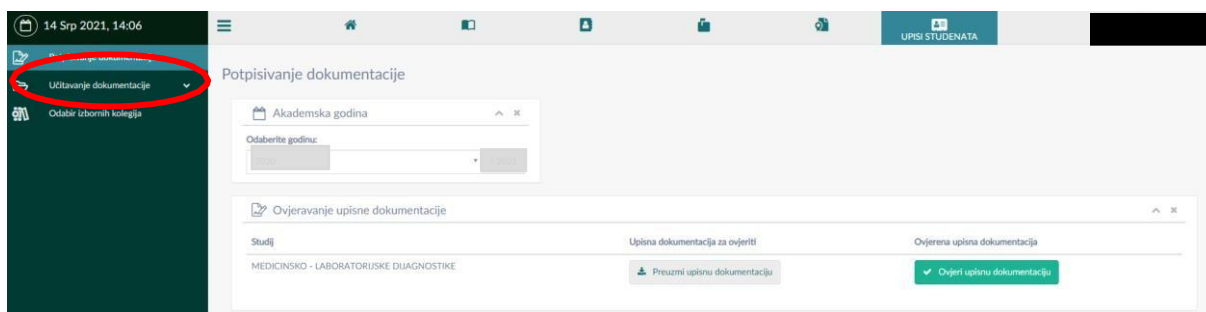 14 Srp 2021, 14:06
UPISI STUDENATA
Učitavanje dokumentacije
Odabir izbornih kolegija
Potpisivanje dokumentacije
Akademska godina
Odaberite godinu:
Ovjeravanje upisne dokumentacije
Studij Upisna dokumentacija za ovjeriti Ovjerena upisna dokumentacija
MEDICINSKO - LABORATORIJSKE DIJAGNOSTIKE Preuzmi upisnu dokumentaciju Ovjeri upisnu dokumentaciju